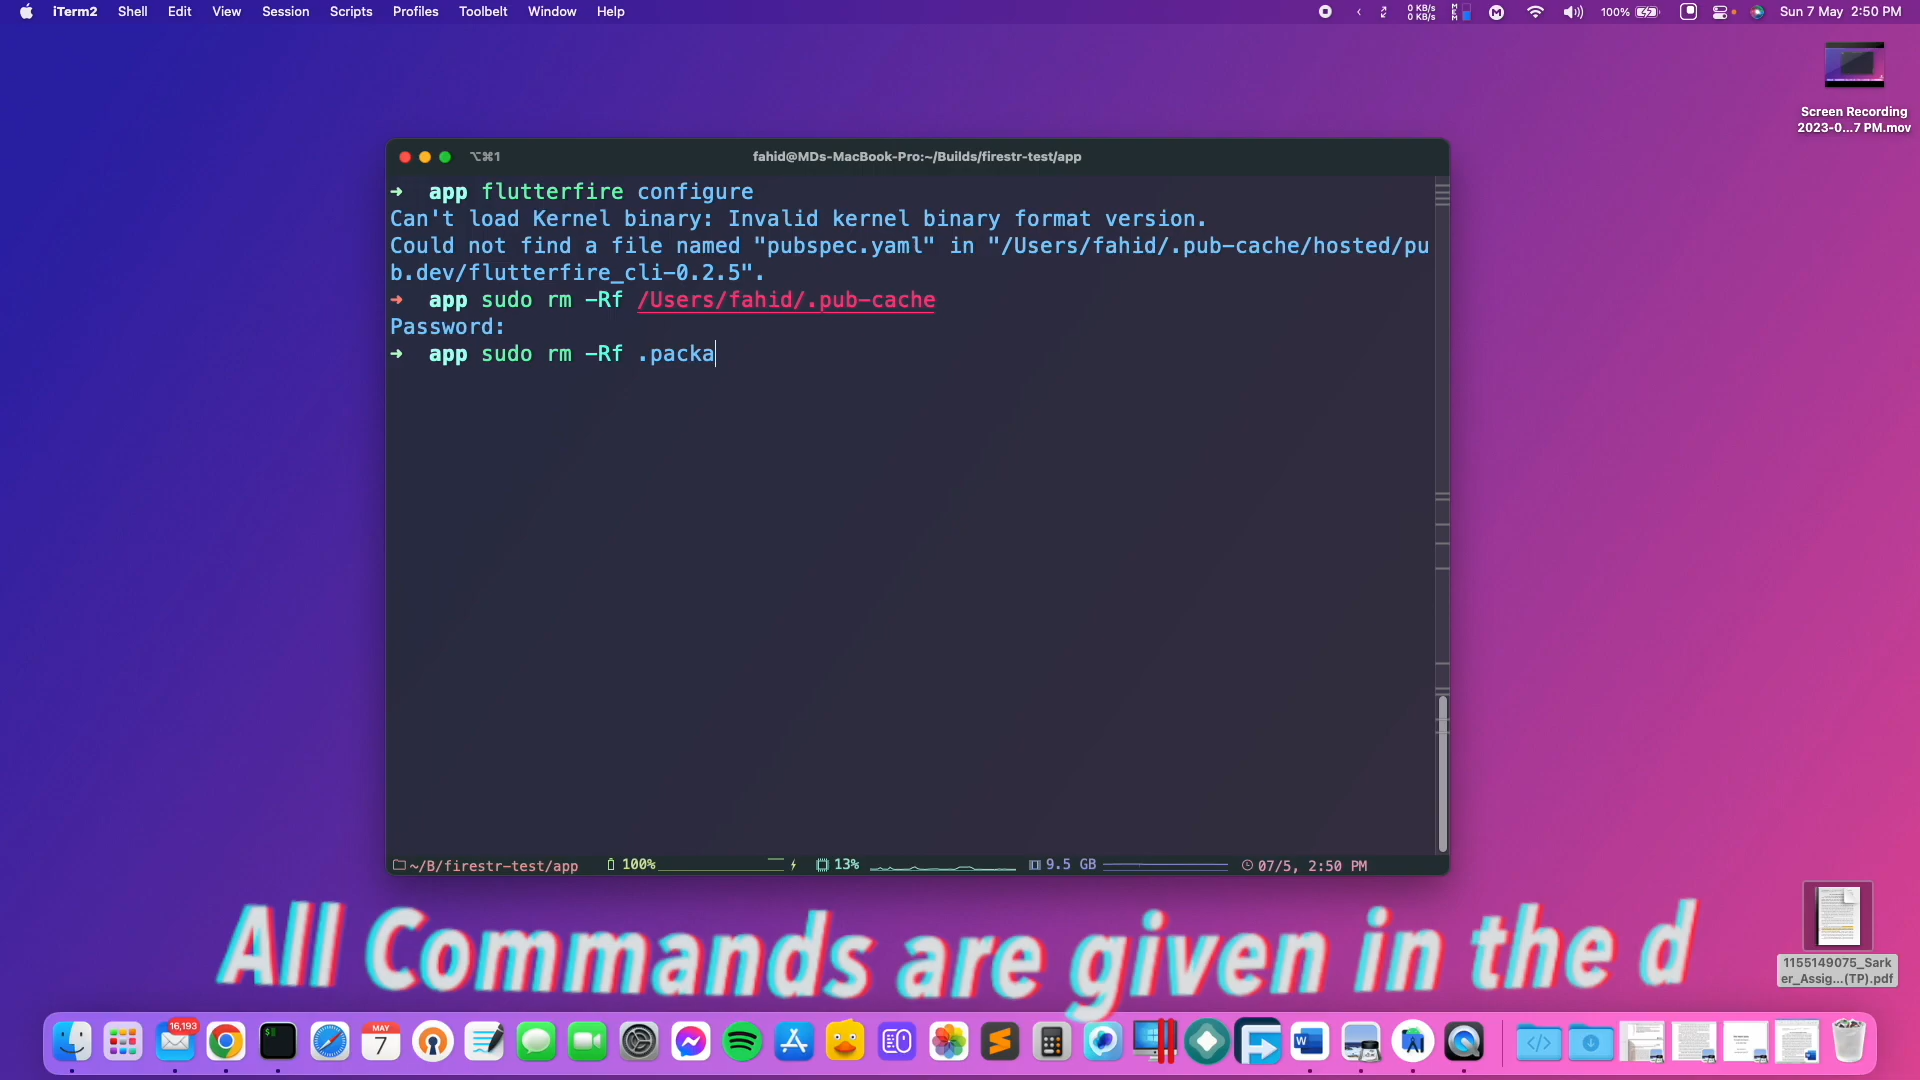 iTerm2 Shell Edit View Session Scripts Profiles Toolbelt Window Help
0 KB/s
0 KB/s
MEM
100%
Sun 7 May 2:50 PM
Screen Recording
2023-0...7 PM.mov
⌥⌘1
fahid@MDs-MacBook-Pro:~/Builds/firestr-test/app
➜ app flutterfire configure
Can't load Kernel binary: Invalid kernel binary format version.
Could not find a file named "pubspec.yaml" in "/Users/fahid/.pub-cache/hosted/pu
b.dev/flutterfire_cli-0.2.5".
➜ app sudo rm -Rf /Users/fahid/.pub-cache
Password:
➜ app sudo rm -Rf .packa
~/B/firestr-test/app 100% 13% 9.5 GB 07/5, 2:50 PM
All Commands are given in the d
1155149075_Sark
er_Assig...(TP).pdf
16,193
MAY
7